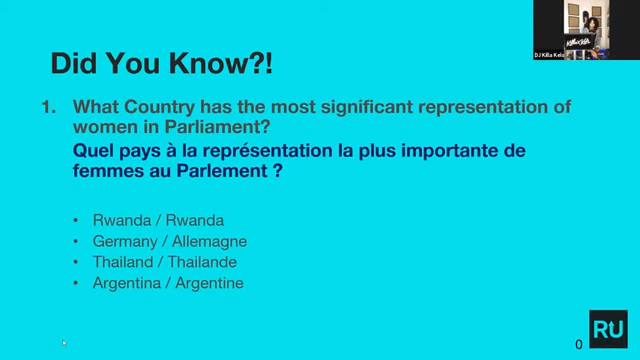 DJ Killa Kela
Did You Know?!
1. What Country has the most significant representation of
women in Parliament?
Quel pays à la représentation la plus importante de
femmes au Parlement ?
• Rwanda / Rwanda
• Germany / Allemagne
• Thailand / Thailande
• Argentina / Argentine
RU
0